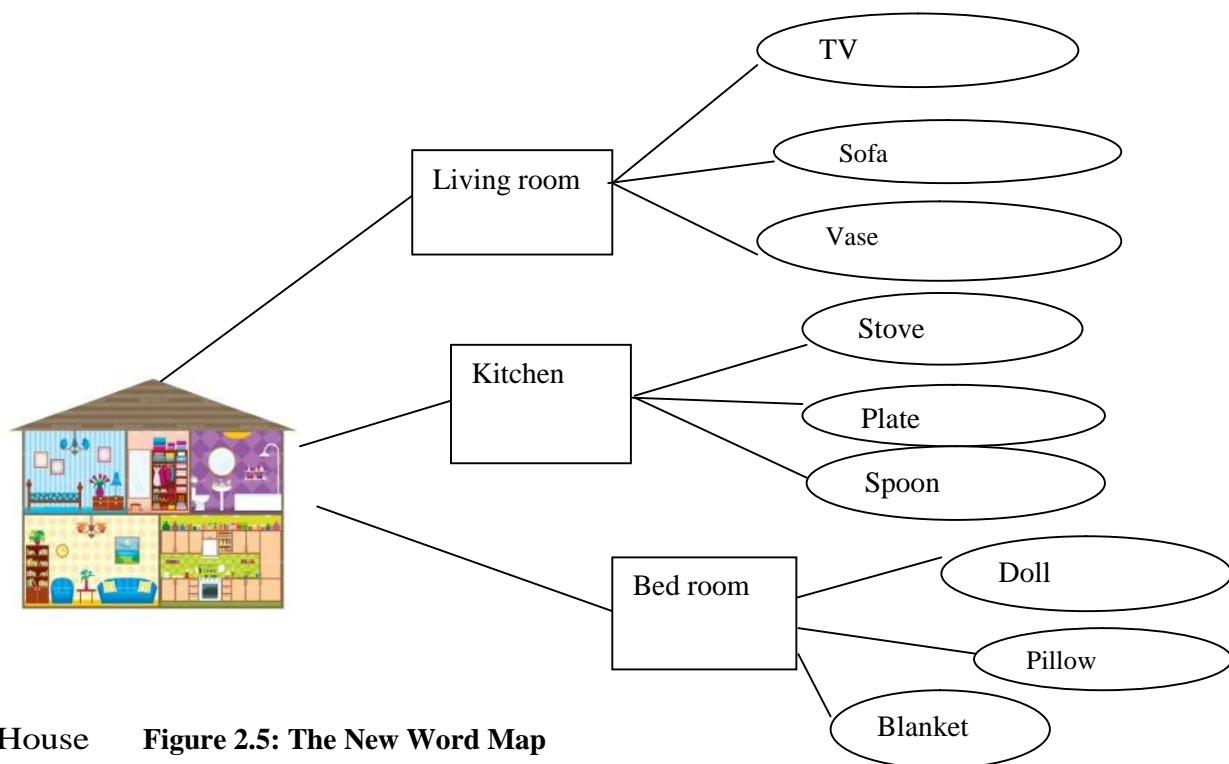 TV
Living room
Sofa
Vase
Kitchen
Stove
Plate
Spoon
Bed room
Doll
Pillow
Blanket
House Figure 2.5: The New Word Map